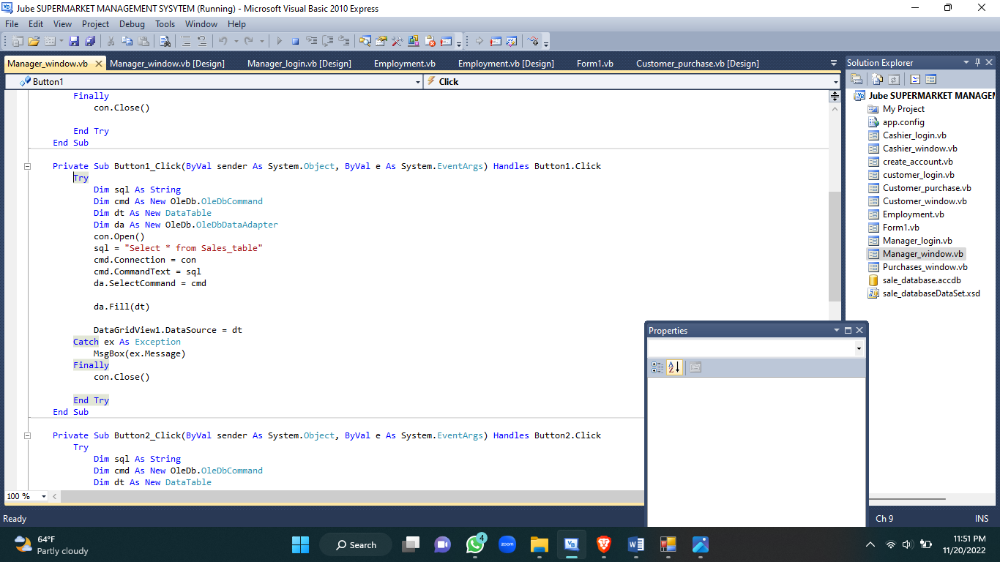 Jube SUPERMARKET MANAGEMENT SYSYTEM (Running) - Microsoft Visual Basic 2010 Express
File Edit View Project Debug Tools Window Help
Manager_window.vb Manager_window.vb [Design] Manager_login.vb [Design] Employment.vb Employment.vb [Design] Form1.vb Customer_purchase.vb [Design]
Button1 Click
Finally
con.Close()
End Try
End Sub
Private Sub Button1_Click(ByVal sender As System.Object, ByVal e As System.EventArgs) Handles Button1.Click
Try
Dim sql As String
Dim cmd As New OleDb.OleDbCommand
Dim dt As New DataTable
Dim da As New OleDb.OleDbDataAdapter
con.Open()
sql = "Select * from Sales_table"
cmd.Connection = con
cmd.CommandText = sql
da.SelectCommand = cmd
da.Fill(dt)
DataGridView1.DataSource = dt
Catch ex As Exception
MsgBox(ex.Message)
Finally
con.Close()
End Try
End Sub
Private Sub Button2_Click(ByVal sender As System.Object, ByVal e As System.EventArgs) Handles Button2.Click
Try
Dim sql As String
Dim cmd As New OleDb.OleDbCommand
Dim dt As New DataTable
100 %
Solution Explorer
Jube SUPERMARKET MANAGEM
My Project
app.config
Cashier_login.vb
Cashier_window.vb
create_account.vb
customer_login.vb
Customer_purchase.vb
Customer_window.vb
Employment.vb
Form1.vb
Manager_login.vb
Manager_window.vb
Purchases_window.vb
sale_database.accdb
sale_databaseDataSet.xsd
Properties
A
Z
Ready Ch 9 INS
64°F
Partly cloudy
Search
4
zoom
VB
W
11:51 PM
11/20/2022